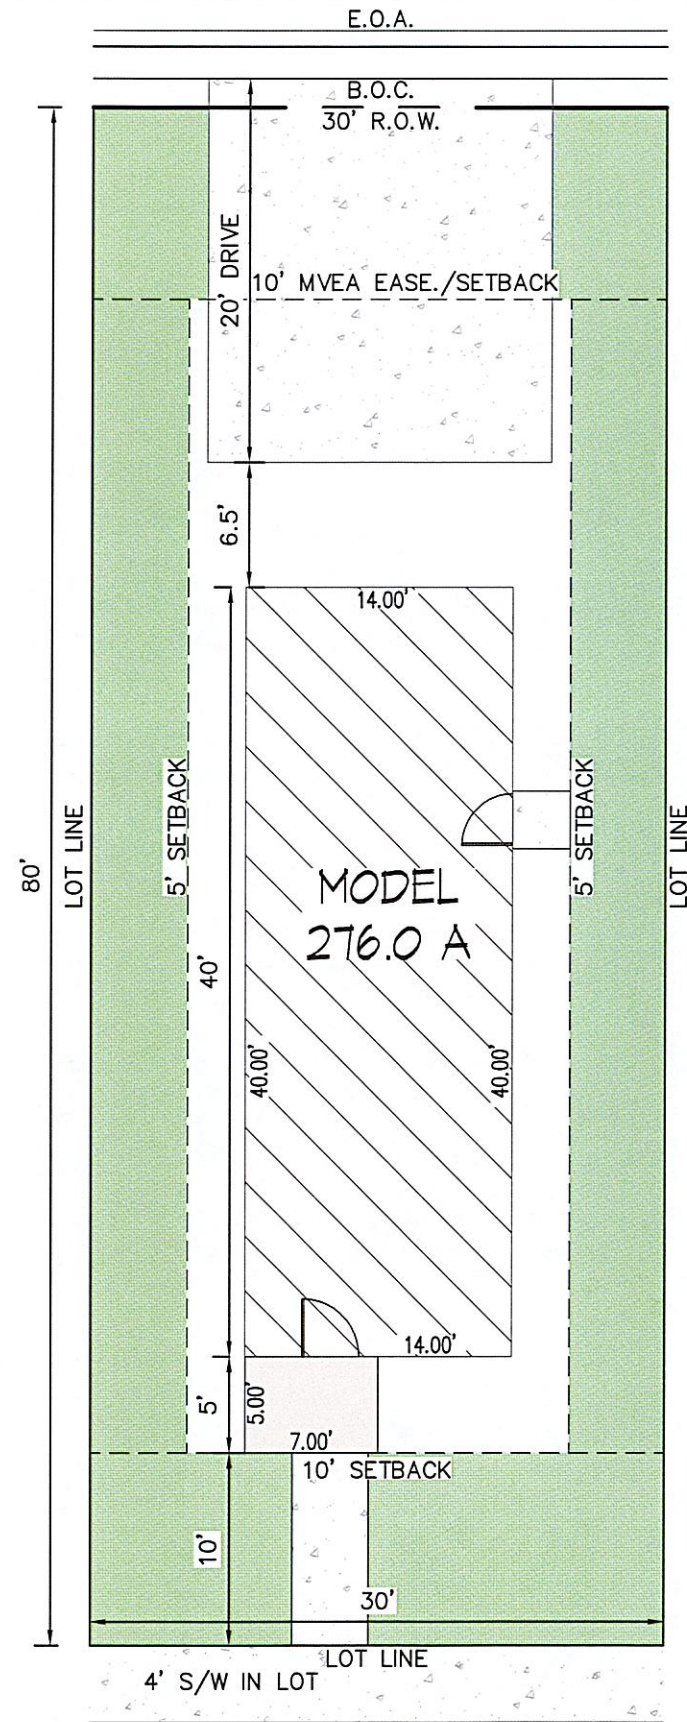 E.O.A.
B.O.C.
30' R.O.W.
20' DRIVE
10' MVEA EASE./SETBACK
6.5'
14.00'
80'
LOT LINE
5' SETBACK
40'
MODEL
276.0 A
5' SETBACK
LOT LINE
40.00'
40.00'
14.00'
5'
5.00'
7.00'
10' SETBACK
10'
30'
LOT LINE
4' S/W IN LOT